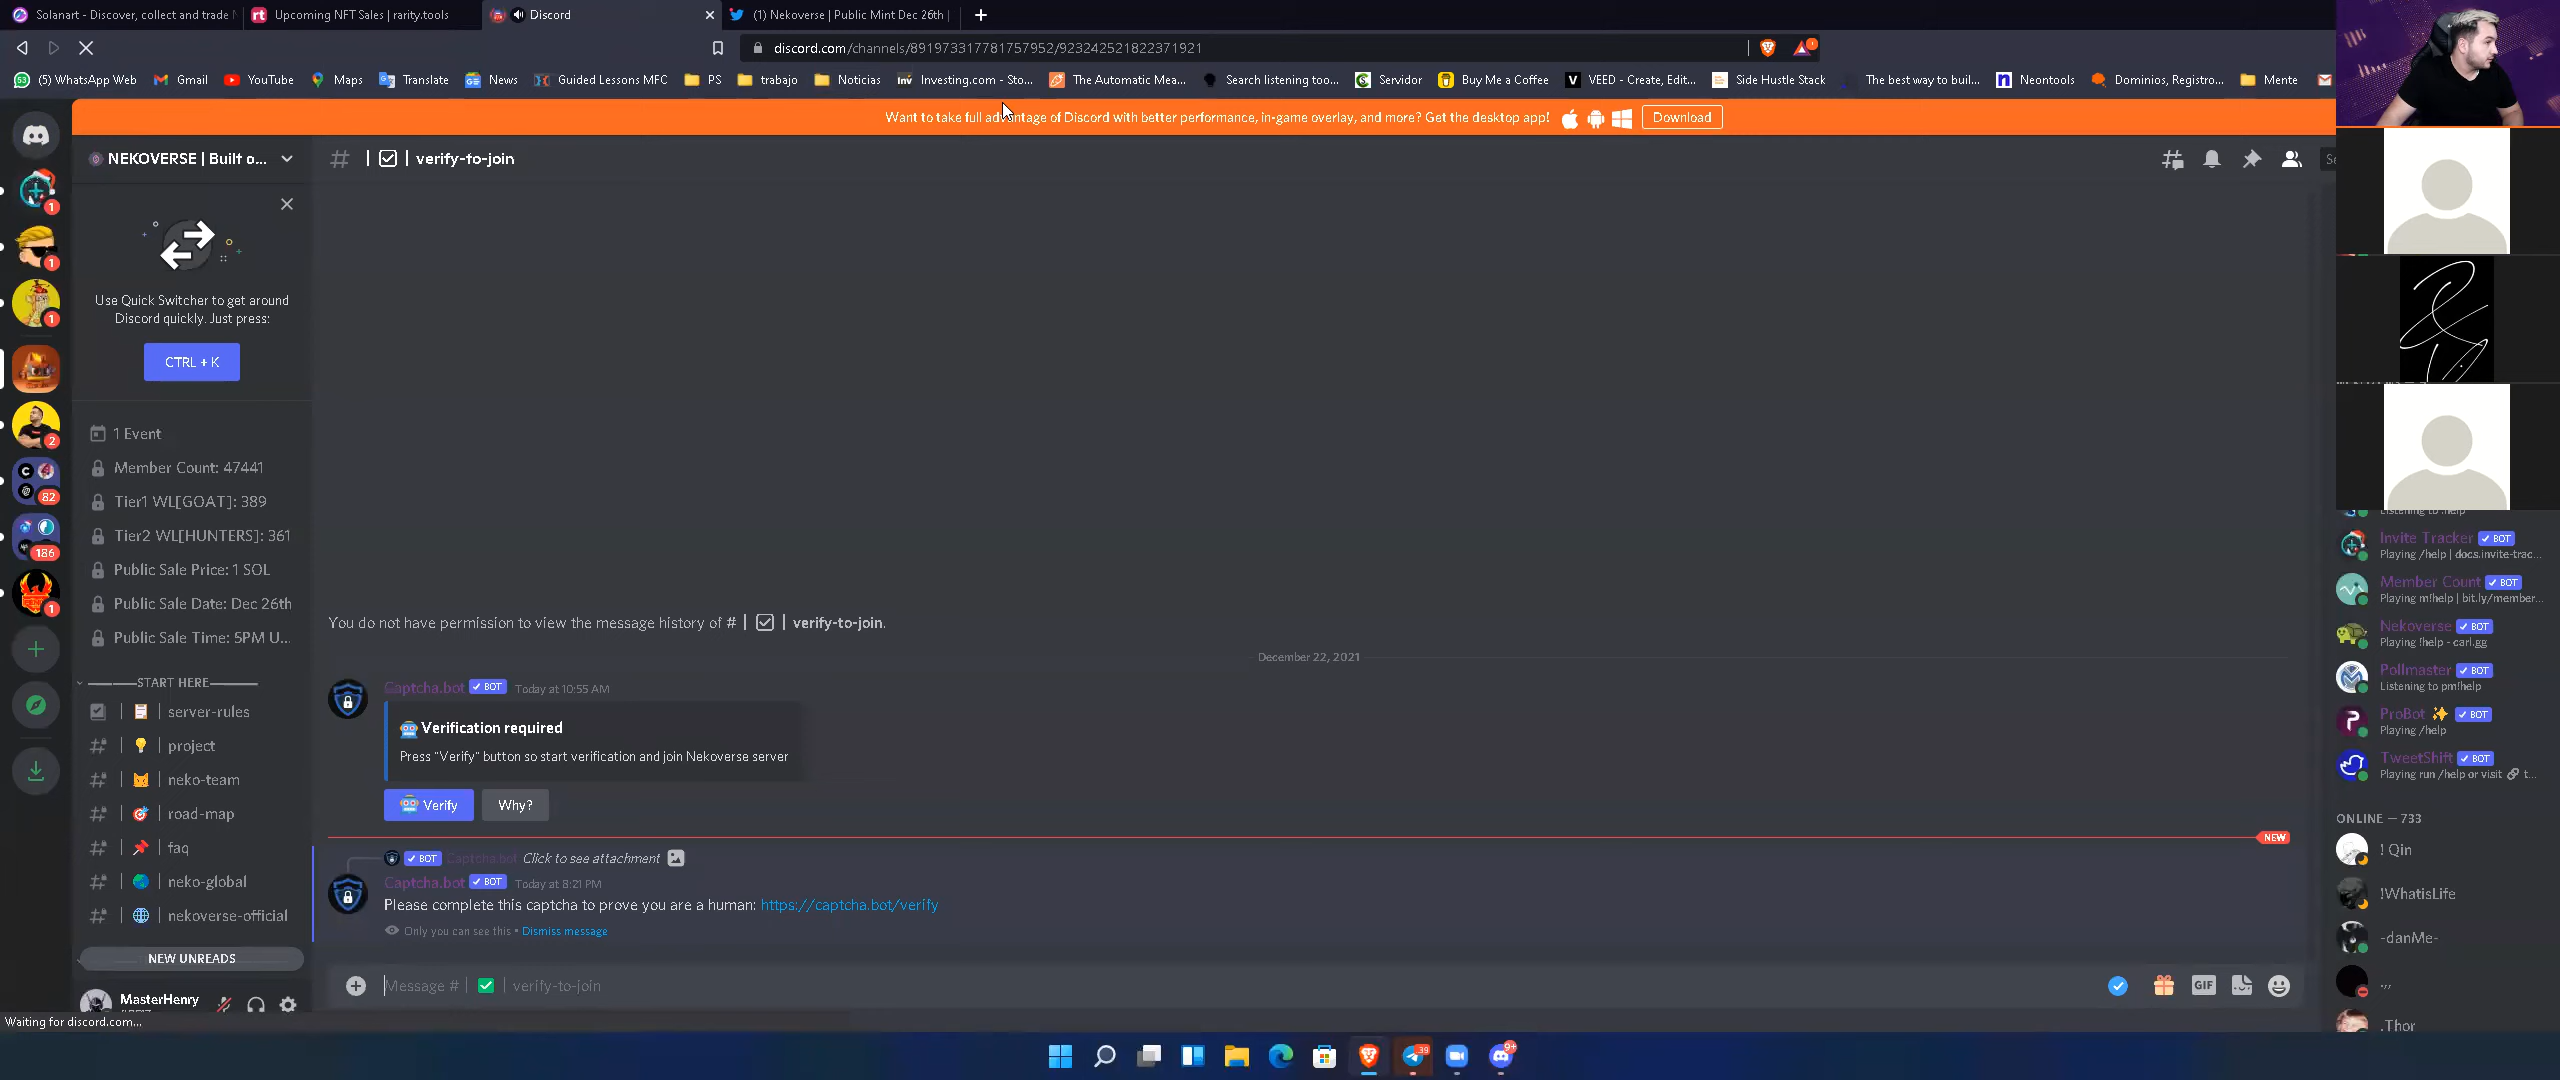 Solanart - Discover, collect and trade
Upcoming NFT Sales | rarity.tools
Discord
(1) Nekoverse | Public Mint Dec 26th |
discord.com/channels/891973317781757952/923242521822371921
(5) WhatsApp Web
Gmail
YouTube
Maps
Translate
News
Guided Lessons MFC
PS
trabajo
Noticias
Investing.com - Sto...
The Automatic Mea...
Search listening too...
Servidor
Buy Me a Coffee
VEED - Create, Edit...
Side Hustle Stack
The best way to buil...
Neontools
Dominios, Registro...
Mente
Want to take full advantage of Discord with better performance, in-game overlay, and more? Get the desktop app!
Download
NEKOVERSE | Built o...
# | | verify-to-join
Use Quick Switcher to get around
Discord quickly. Just press:
CTRL + K
1 Event
Member Count: 47441
Tier1 WL[GOAT]: 389
Tier2 WL[HUNTERS]: 361
Public Sale Price: 1 SOL
Public Sale Date: Dec 26th
Public Sale Time: 5PM U...
START HERE
| server-rules
| project
| neko-team
| road-map
| faq
| neko-global
| nekoverse-official
NEW UNREADS
MasterHenry
1
1
1
2
82
186
1
You do not have permission to view the message history of # | | verify-to-join.
December 22, 2021
Captcha.bot BOT Today at 10:55 AM
Verification required
Press "Verify" button so start verification and join Nekoverse server
Verify
Why?
NEW
BOT Captcha.bot Click to see attachment
Captcha.bot BOT Today at 8:21 PM
Please complete this captcha to prove you are a human: https://captcha.bot/verify
Only you can see this • Dismiss message
Message # | | verify-to-join
GIF
Listening to !help
Invite Tracker BOT
Playing /help | docs.invite-trac...
Member Count BOT
Playing m!help | bit.ly/member...
Nekoverse BOT
Playing !help - carl.gg
Pollmaster BOT
Listening to pm!help
ProBot BOT
Playing /help
TweetShift BOT
Playing run /help or visit t...
ONLINE — 733
! Qin
!WhatisLife
-danMe-
.,,
.Thor
Waiting for discord.com...
39
9+